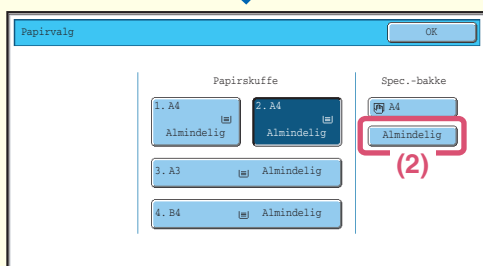 Papirvalg
OK
Papirskuffe
Spec.-bakke
1. A4
Almindelig
2. A4
Almindelig
A4
Almindelig
(2)
3. A3 Almindelig
4. B4 Almindelig